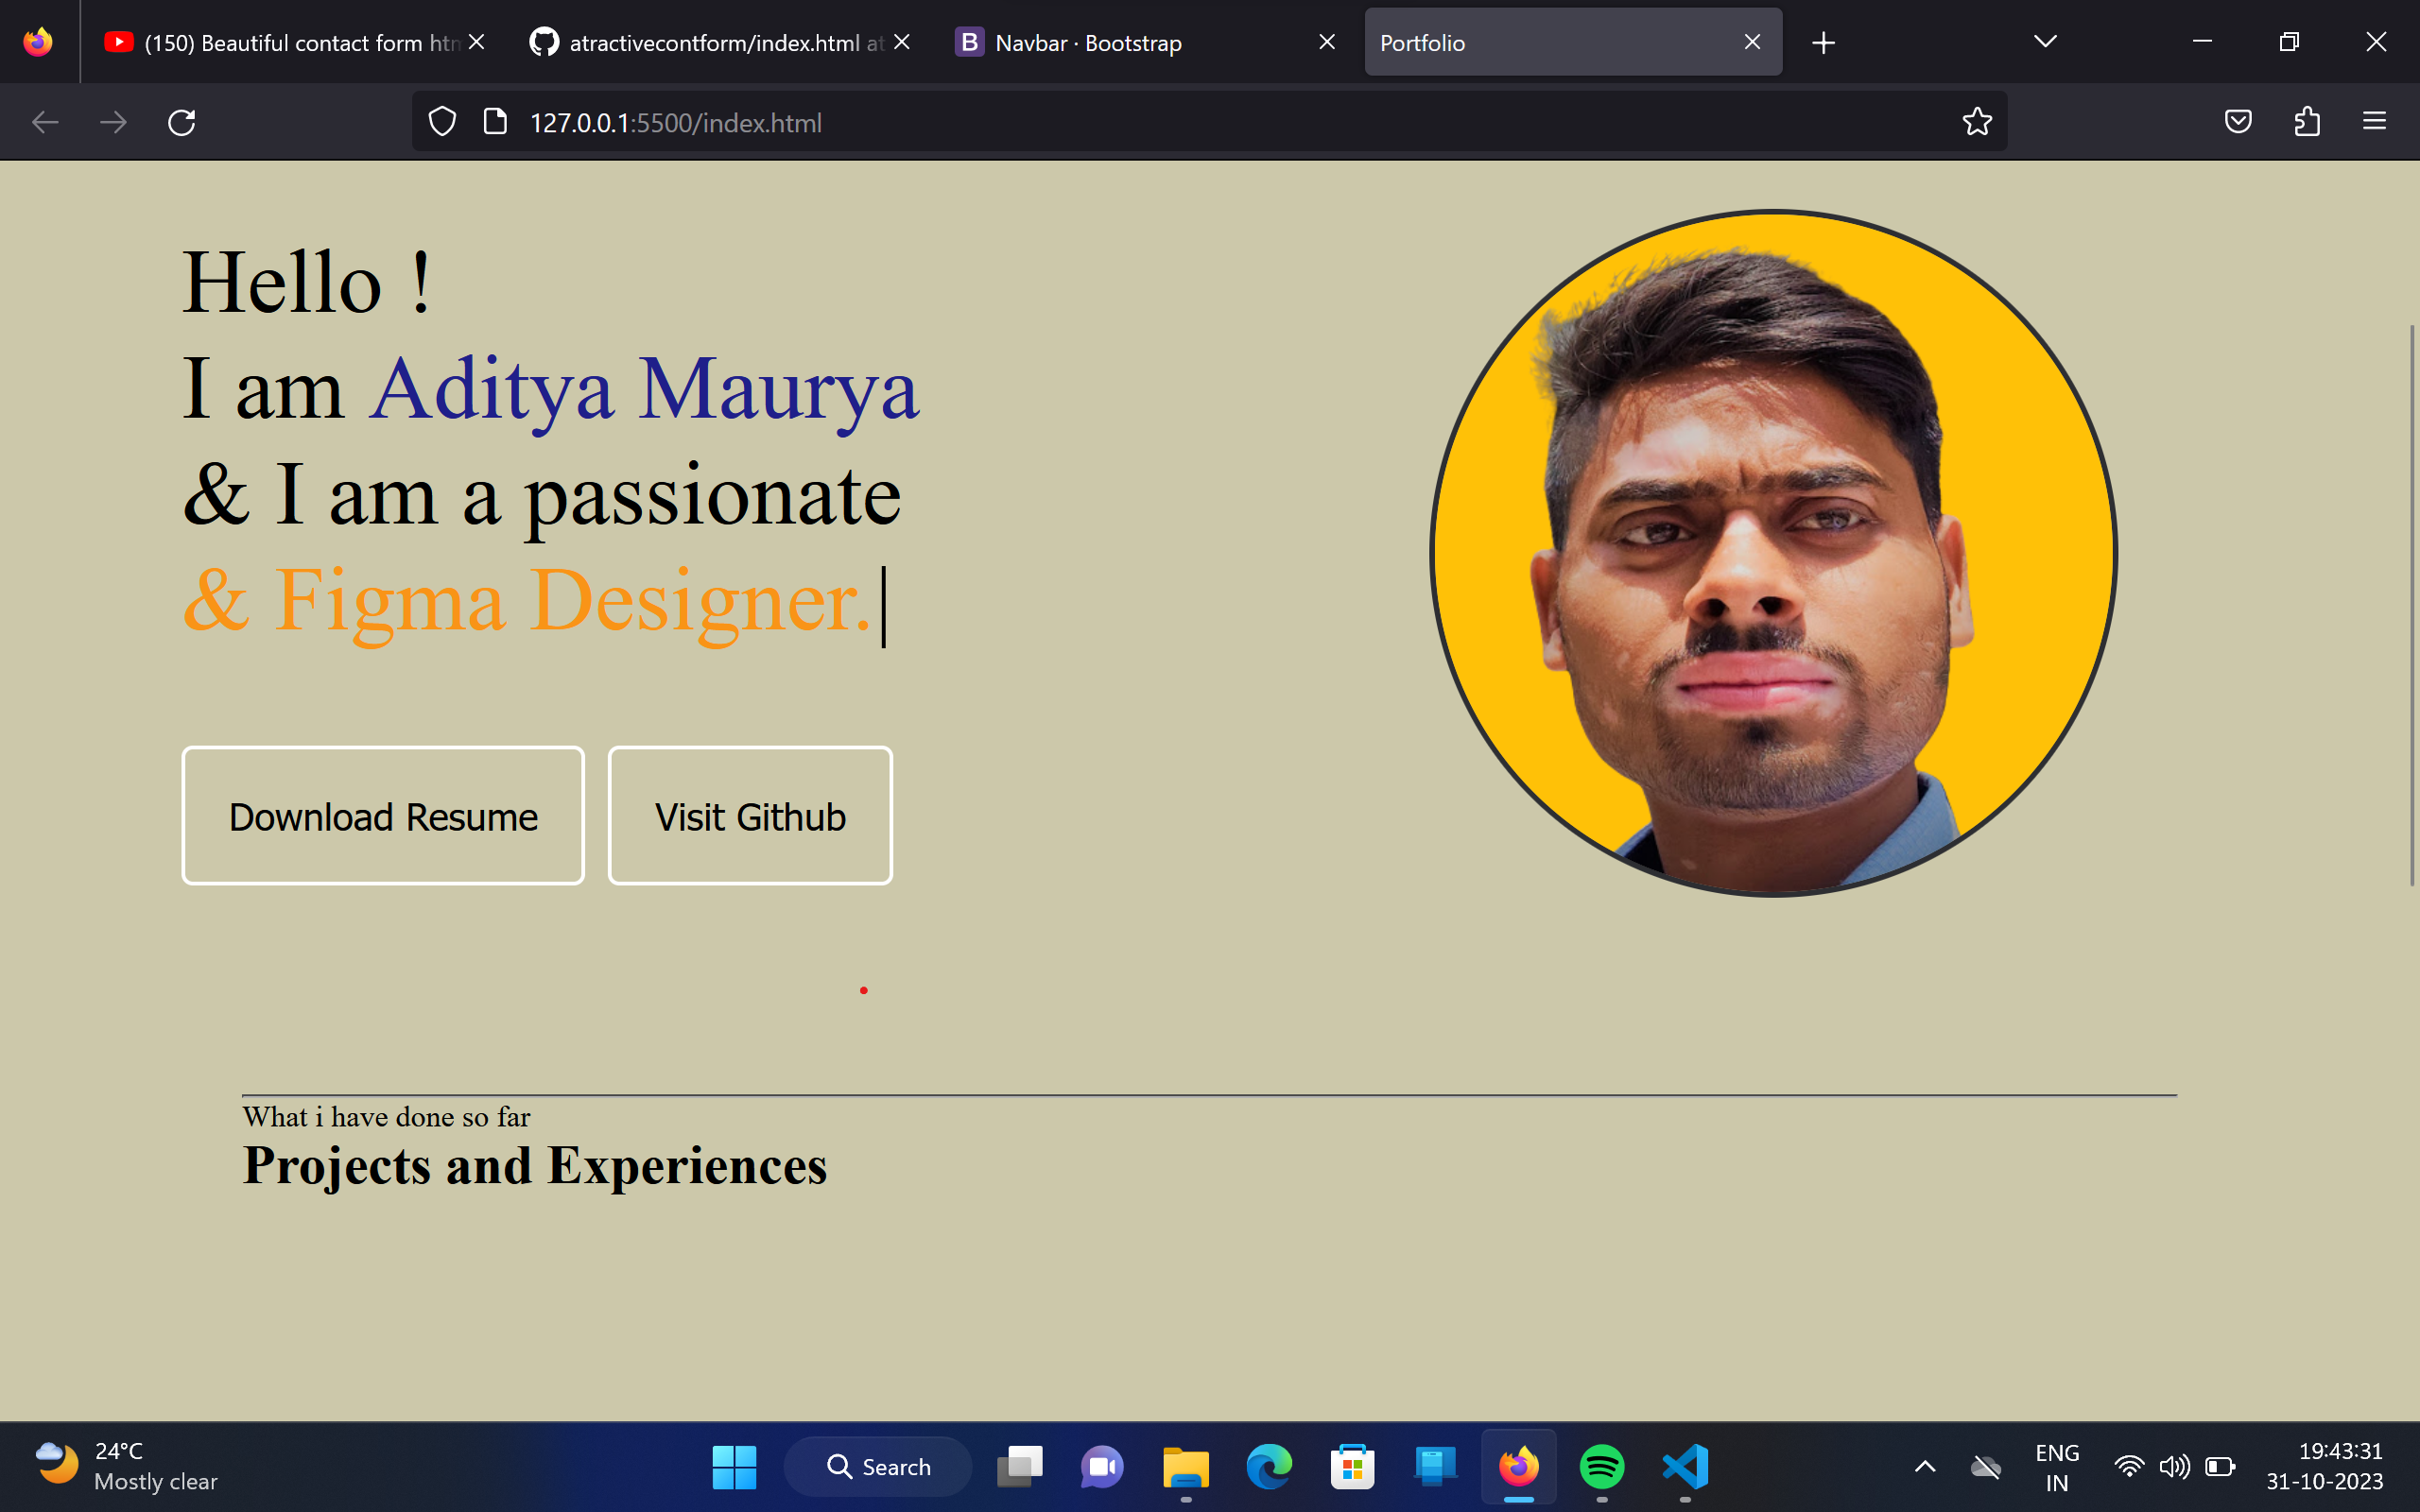 (150) Beautiful contact form htm
atractivecontform/index.html at
B Navbar · Bootstrap
Portfolio
127.0.0.1:5500/index.html
Hello !
I am Aditya Maurya
& I am a passionate
& Figma Designer.
Download Resume
Visit Github
What i have done so far
Projects and Experiences
24°C
Mostly clear
Search
ENG
IN
19:43:31
31-10-2023